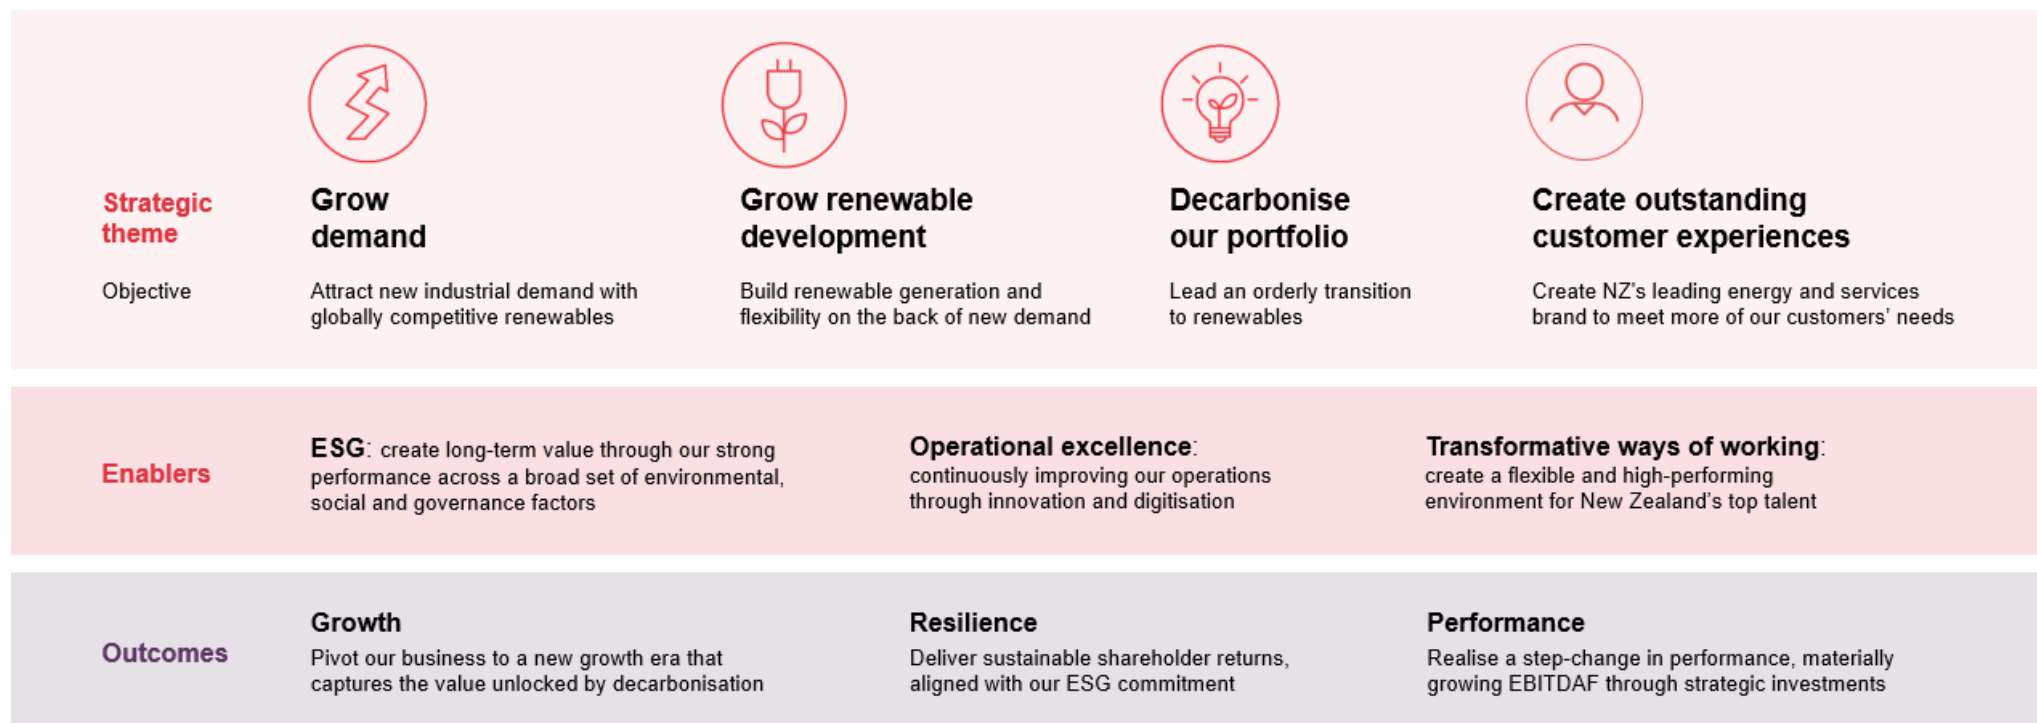 Strategic
theme
Grow
demand
Grow renewable
development
Decarbonise
our portfolio
Create outstanding
customer experiences
Objective
Attract new industrial demand with
globally competitive renewables
Build renewable generation and
flexibility on the back of new demand
Lead an orderly transition
to renewables
Create NZ's leading energy and services
brand to meet more of our customers' needs
Enablers
ESG: create long-term value through our strong
performance across a broad set of environmental,
social and governance factors
Operational excellence:
continuously improving our operations
through innovation and digitisation
Transformative ways of working:
create a flexible and high-performing
environment for New Zealand's top talent
Outcomes
Growth
Pivot our business to a new growth era that
captures the value unlocked by decarbonisation
Resilience
Deliver sustainable shareholder returns,
aligned with our ESG commitment
Performance
Realise a step-change in performance, materially
growing EBITDAF through strategic investments